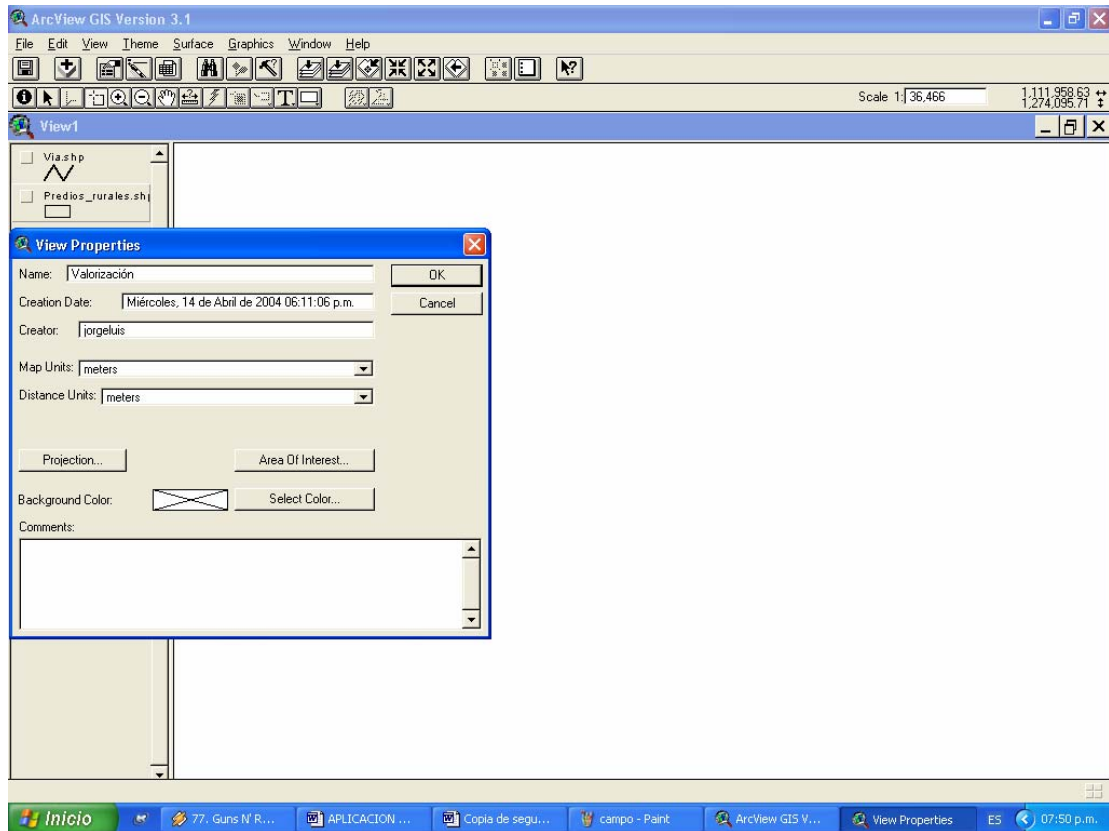 ArcView GIS Version 3.1
File Edit View Theme Surface Graphics Window Help
Scale 1: 36,466
1,111,958.63
1,274,095.71
View1
Via.shp
Predios_rurales.sh
View Properties
Name: Valorización
OK
Creation Date: Miércoles, 14 de Abril de 2004 06:11:06 p.m.
Cancel
Creator: jorgeluis
Map Units: meters
Distance Units: meters
Projection...
Area Of Interest...
Background Color:
Select Color...
Comments:
Inicio
77. Guns N' R...
APLICACION ...
Copia de segu...
campo - Paint
ArcView GIS V...
View Properties
ES
07:50 p.m.